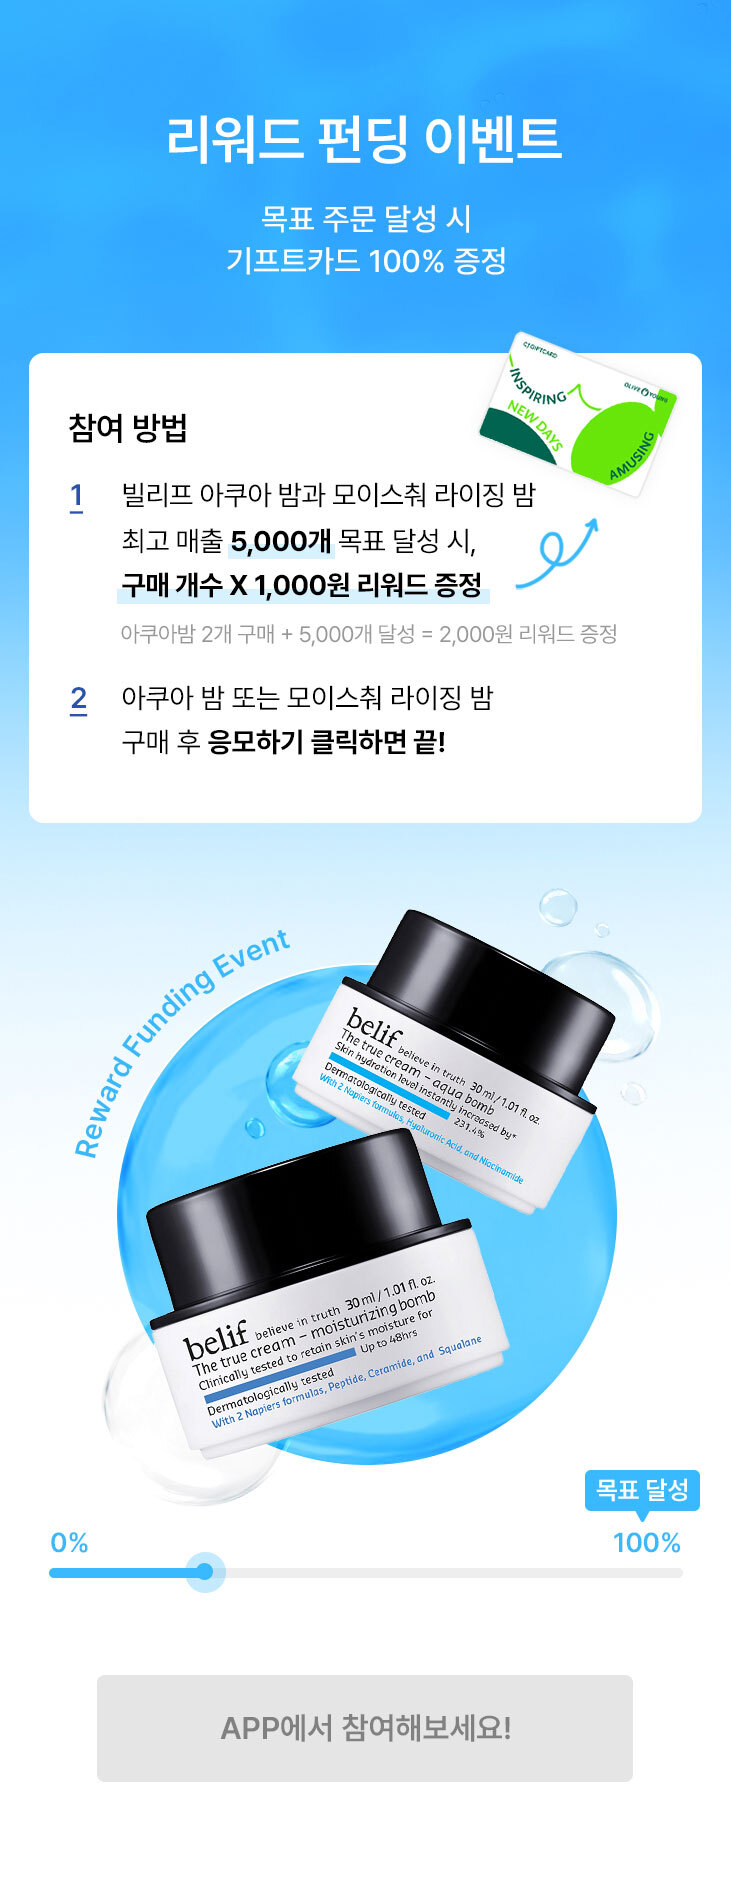 리워드 펀딩 이벤트
목표 주문 달성 시
기프트카드 100% 증정
CJ GIFTCARD
OLIVE YOUNG
INSPIRING
NEW DAYS
AMUSING
참여 방법
1
빌리프 아쿠아 밤과 모이스춰 라이징 밤
최고 매출 5,000개 목표 달성 시,
구매 개수 X 1,000원 리워드 증정
아쿠아밤 2개 구매 + 5,000개 달성 = 2,000원 리워드 증정
2
아쿠아 밤 또는 모이스춰 라이징 밤
구매 후 응모하기 클릭하면 끝!
Reward Funding Event
belif believe in truth 30 ml / 1.01 fl. oz.
The true cream – aqua bomb
Skin hydration level instantly increased by*
231.4%
Dermatologically tested
With 2 Napiers formulas, Hyaluronic Acid, and Niacinamide
belif believe in truth 30 ml / 1.01 fl. oz.
The true cream – moisturizing bomb
Clinically tested to retain skin's moisture for
Up to 48hrs
Dermatologically tested
With 2 Napiers formulas, Peptide, Ceramide, and Squalane
목표 달성
0%
100%
APP에서 참여해보세요!